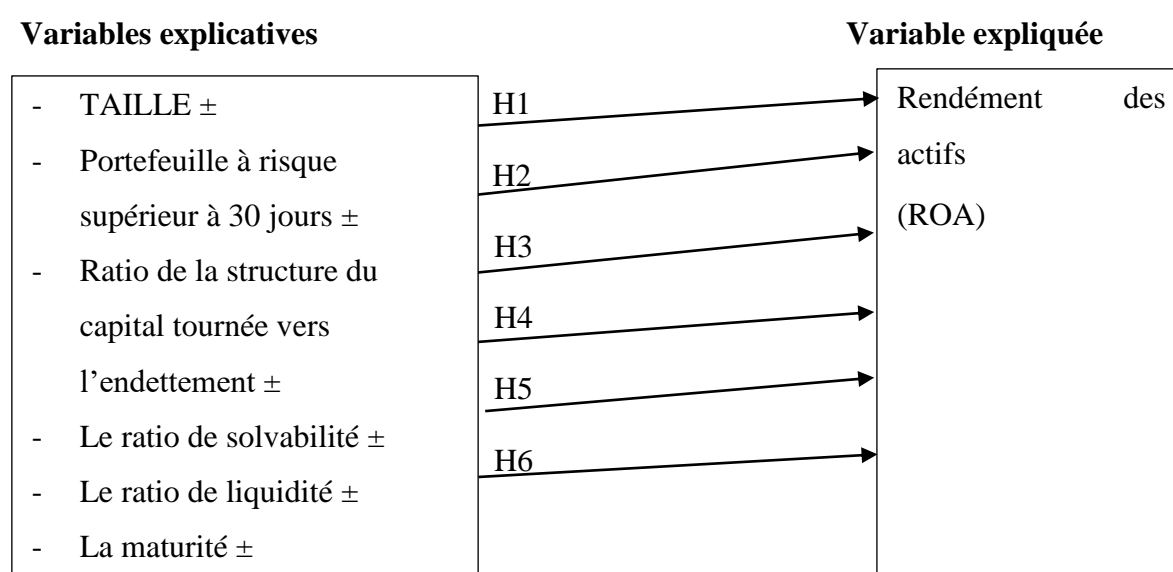 Variables explicatives
Variable expliquée
- TAILLE ±
- Portefeuille à risque
supérieur à 30 jours ±
- Ratio de la structure du
capital tournée vers
l’endettement ±
- Le ratio de solvabilité ±
- Le ratio de liquidité ±
- La maturité ±
H1
H2
H3
H4
H5
H6
Rendément des
actifs
(ROA)